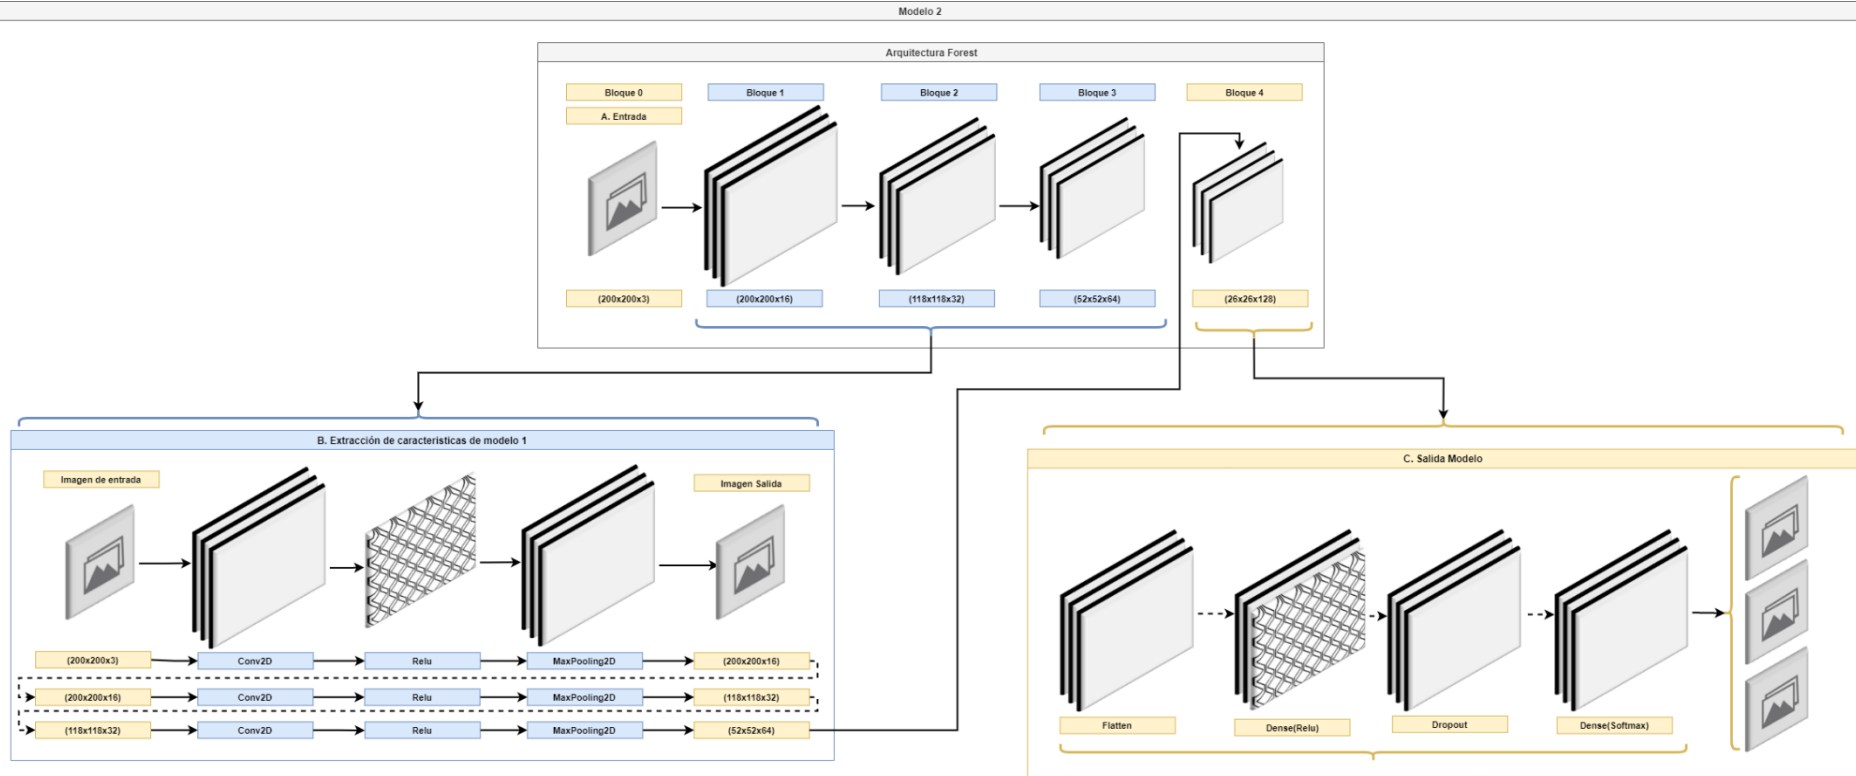 Modelo 2
Arquitectura Forest
Bloque 0
Bloque 1
Bloque 2
Bloque 3
Bloque 4
A. Entrada
(200x200x3)
(200x200x16)
(118x118x32)
(52x52x64)
(26x26x128)
B. Extracción de caracteristicas de modelo 1
Imagen de entrada
Imagen Salida
(200x200x3)
Conv2D
Relu
MaxPooling2D
(200x200x16)
(200x200x16)
Conv2D
Relu
MaxPooling2D
(118x118x32)
(118x118x32)
Conv2D
Relu
MaxPooling2D
(52x52x64)
C. Salida Modelo
Flatten
Dense(Relu)
Dropout
Dense(Softmax)